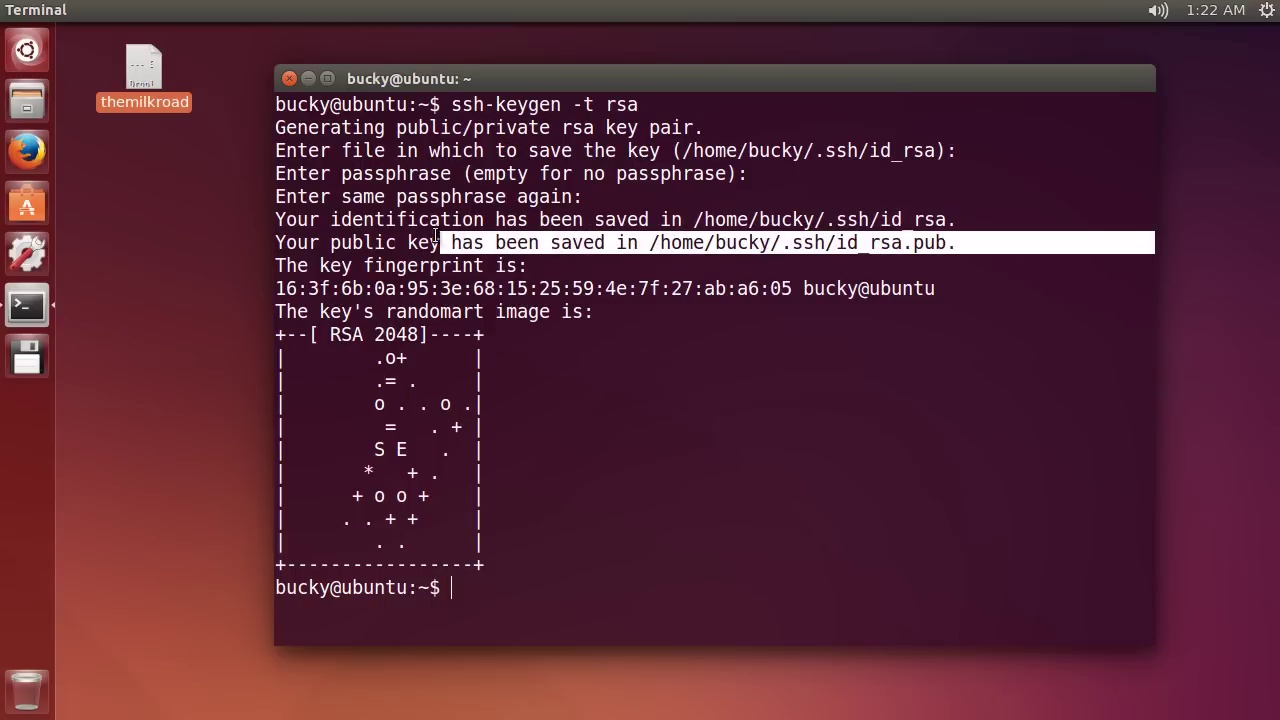 Terminal
1:22 AM
themilkroad
bucky@ubuntu: ~
bucky@ubuntu:~$ ssh-keygen -t rsa
Generating public/private rsa key pair.
Enter file in which to save the key (/home/bucky/.ssh/id_rsa):
Enter passphrase (empty for no passphrase):
Enter same passphrase again:
Your identification has been saved in /home/bucky/.ssh/id_rsa.
Your public key has been saved in /home/bucky/.ssh/id_rsa.pub.
The key fingerprint is:
16:3f:6b:0a:95:3e:68:15:25:59:4e:7f:27:ab:a6:05 bucky@ubuntu
The key's randomart image is:
+--[ RSA 2048]----+
|        .o+      |
|        .= .     |
|        o . . o .|
|         =   . + |
|        S E   .  |
|       *   + .   |
|      + o o +    |
|     . . + +     |
|        . .      |
+-----------------+
bucky@ubuntu:~$